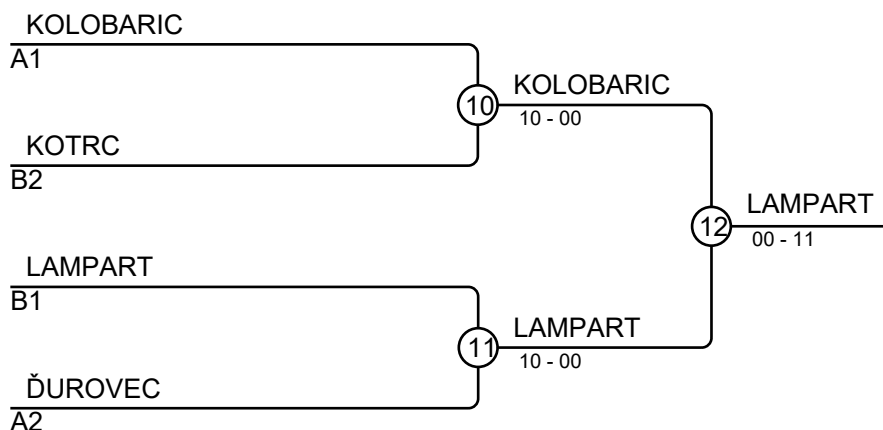 KOLOBARIC
A1
10
KOLOBARIC
10 - 00
KOTRC
B2
12
LAMPART
00 - 11
LAMPART
B1
11
LAMPART
10 - 00
ĎUROVEC
A2